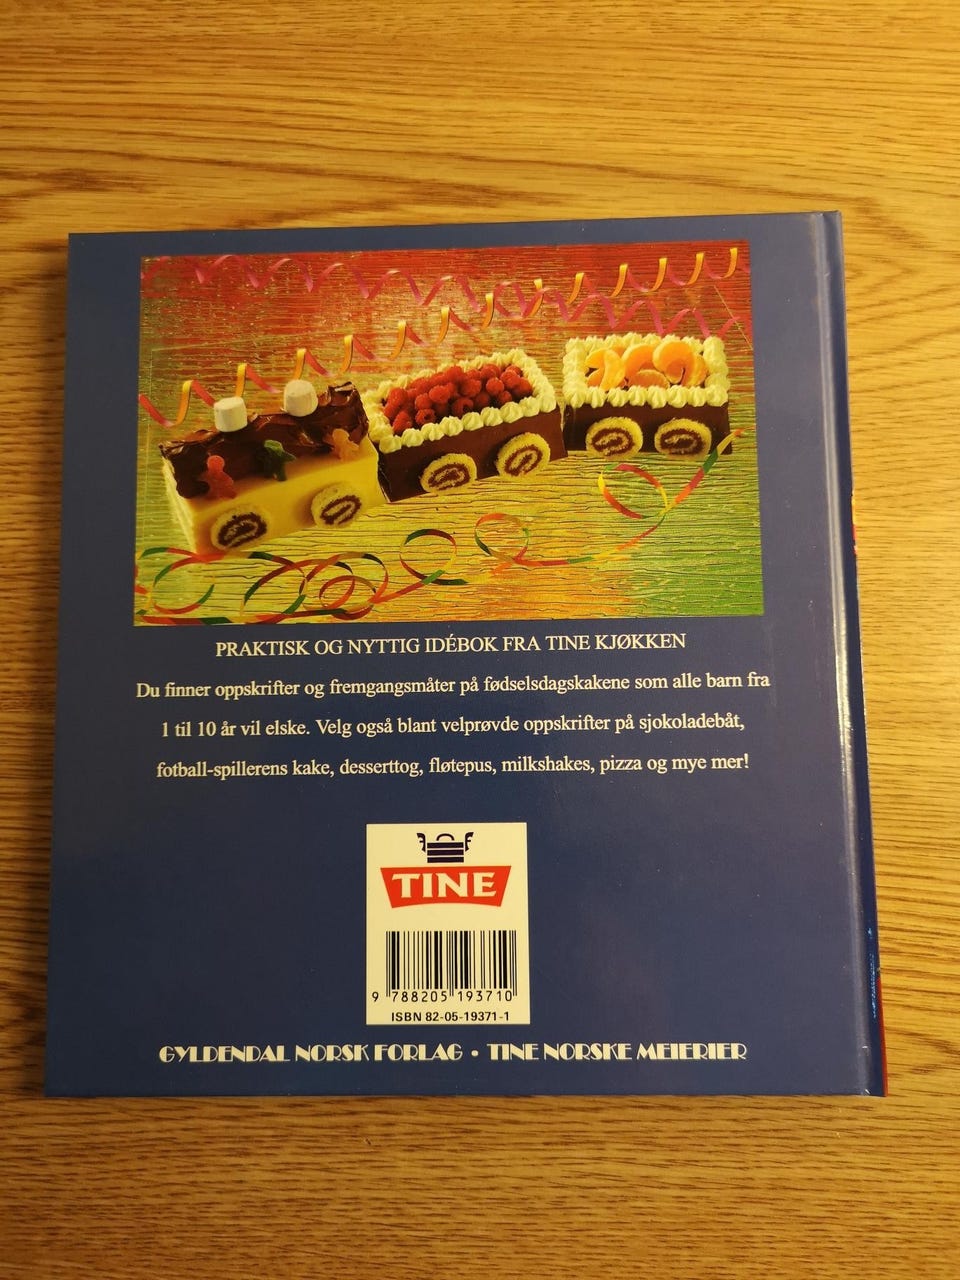 PRAKTISK OG NYTTIG IDÉBOK FRA TINE KJØKKEN
Du finner oppskrifter og fremgangsmåter på fødselsdagskakene som alle barn fra
1 til 10 år vil elske. Velg også blant velprøvde oppskrifter på sjokoladebåt,
fotball-spillerens kake, desserttog, fløtepus, milkshakes, pizza og mye mer!
TINE
9 788205 193710
ISBN 82-05-19371-1
GYLDENDAL NORSK FORLAG • TINE NORSKE MEIERIER